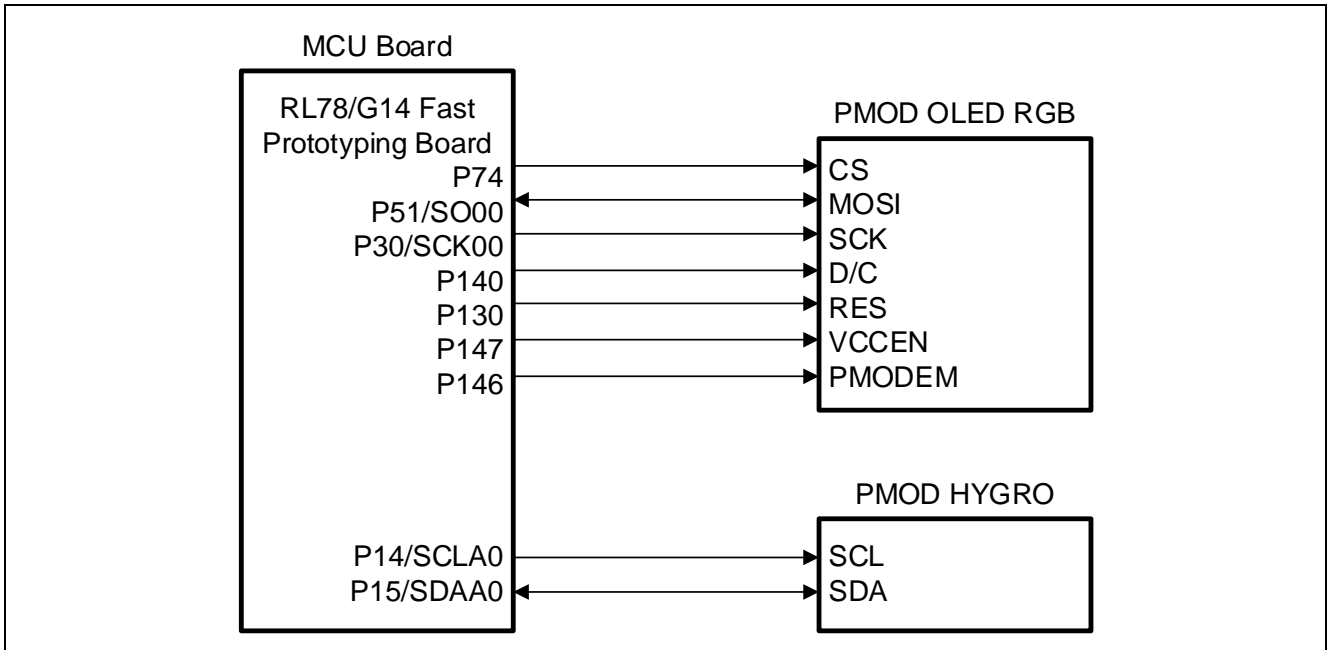 MCU Board
RL78/G14 Fast
Prototyping Board
P74
P51/SO00
P30/SCK00
P140
P130
P147
P146
P14/SCLA0
P15/SDAA0
PMOD OLED RGB
CS
MOSI
SCK
D/C
RES
VCCEN
PMODEM
PMOD HYGRO
SCL
SDA